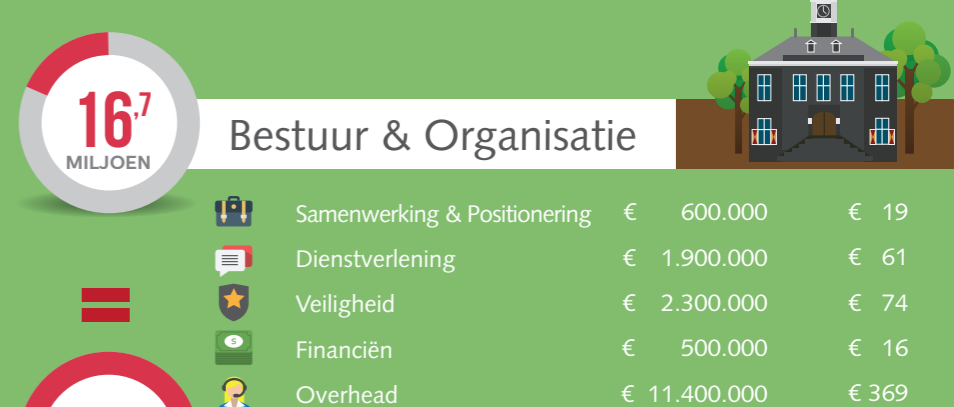 16,7
MILJOEN
Bestuur & Organisatie
Samenwerking & Positionering € 600.000 € 19
Dienstverlening € 1.900.000 € 61
Veiligheid € 2.300.000 € 74
Financiën € 500.000 € 16
Overhead € 11.400.000 € 369